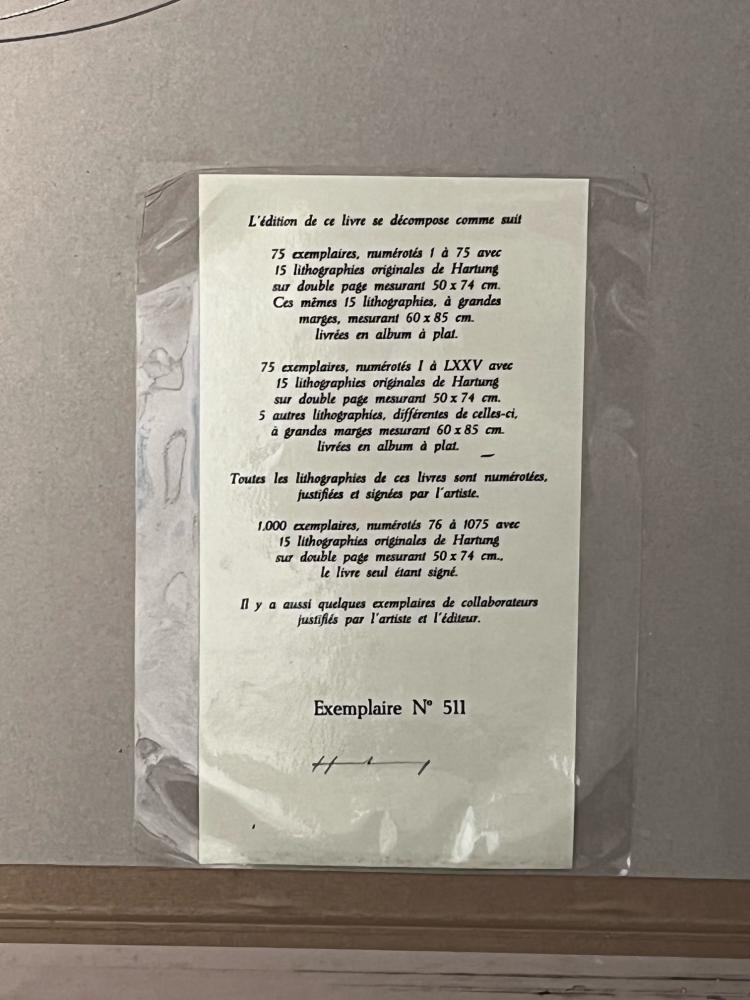 L'édition de ce livre se décompose comme suit
75 exemplaires, numérotés 1 à 75 avec
15 lithographies originales de Hartung
sur double page mesurant 50 x 74 cm.
Ces mêmes 15 lithographies, à grandes
marges, mesurant 60 x 85 cm.
livrées en album à plat.
75 exemplaires, numérotés I à LXXV avec
15 lithographies originales de Hartung
sur double page mesurant 50 x 74 cm.
5 autres lithographies, différentes de celles-ci,
à grandes marges mesurant 60 x 85 cm.
livrées en album à plat.
Toutes les lithographies de ces livres sont numérotées,
justifiées et signées par l'artiste.
1.000 exemplaires, numérotés 76 à 1075 avec
15 lithographies originales de Hartung
sur double page mesurant 50 x 74 cm.,
le livre seul étant signé.
Il y a aussi quelques exemplaires de collaborateurs
justifiés par l'artiste et l'éditeur.
Exemplaire Nº 511